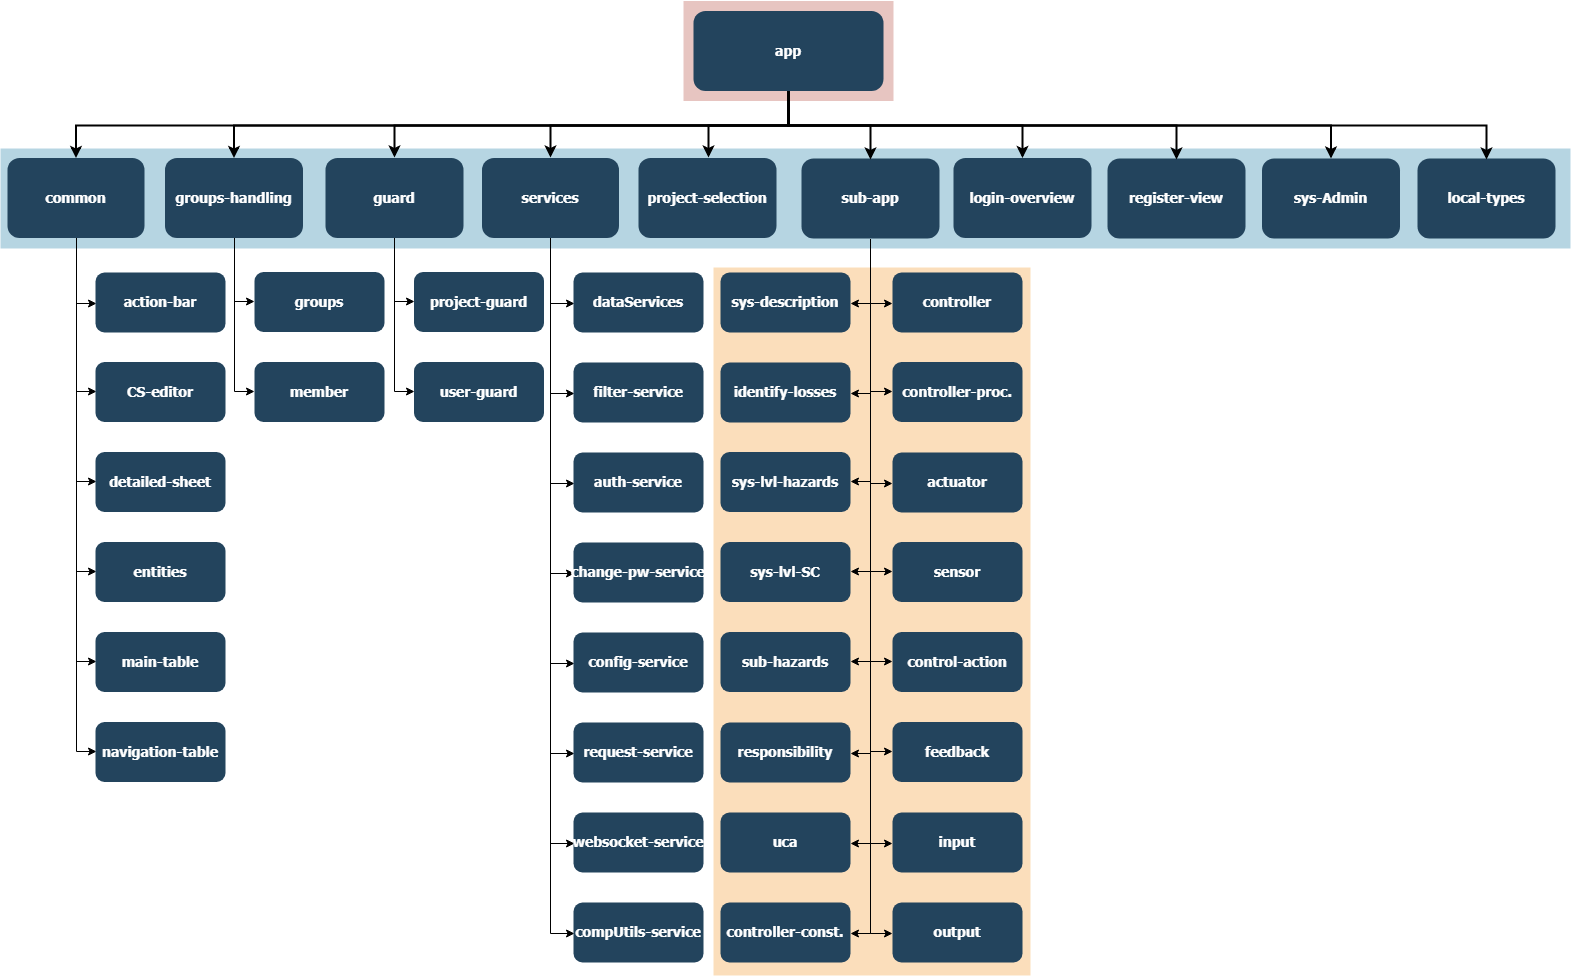 app
common
groups-handling
guard
services
project-selection
sub-app
login-overview
register-view
sys-Admin
local-types
action-bar
groups
project-guard
dataServices
sys-description
controller
CS-editor
member
user-guard
filter-service
identify-losses
controller-proc.
detailed-sheet
auth-service
sys-lvl-hazards
actuator
entities
change-pw-service
sys-lvl-SC
sensor
main-table
config-service
sub-hazards
control-action
navigation-table
request-service
responsibility
feedback
websocket-service
uca
input
compUtils-service
controller-const.
output